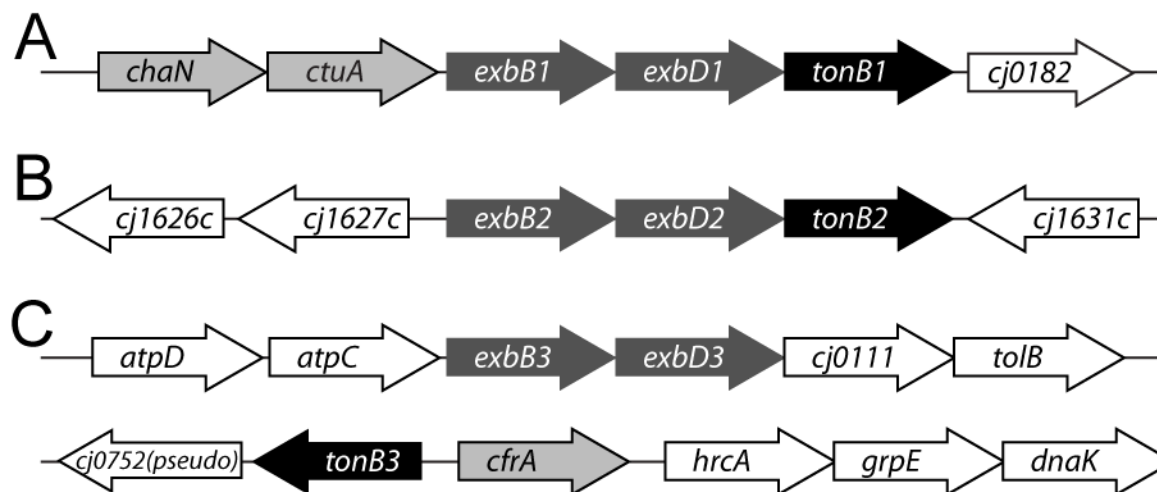 A
chaN ctuA exbB1 exbD1 tonB1 cj0182
B
cj1626c cj1627c exbB2 exbD2 tonB2 cj1631c
C
atpD atpC exbB3 exbD3 cj0111 tolB
cj0752(pseudo) tonB3 cfrA hrcA grpE dnaK